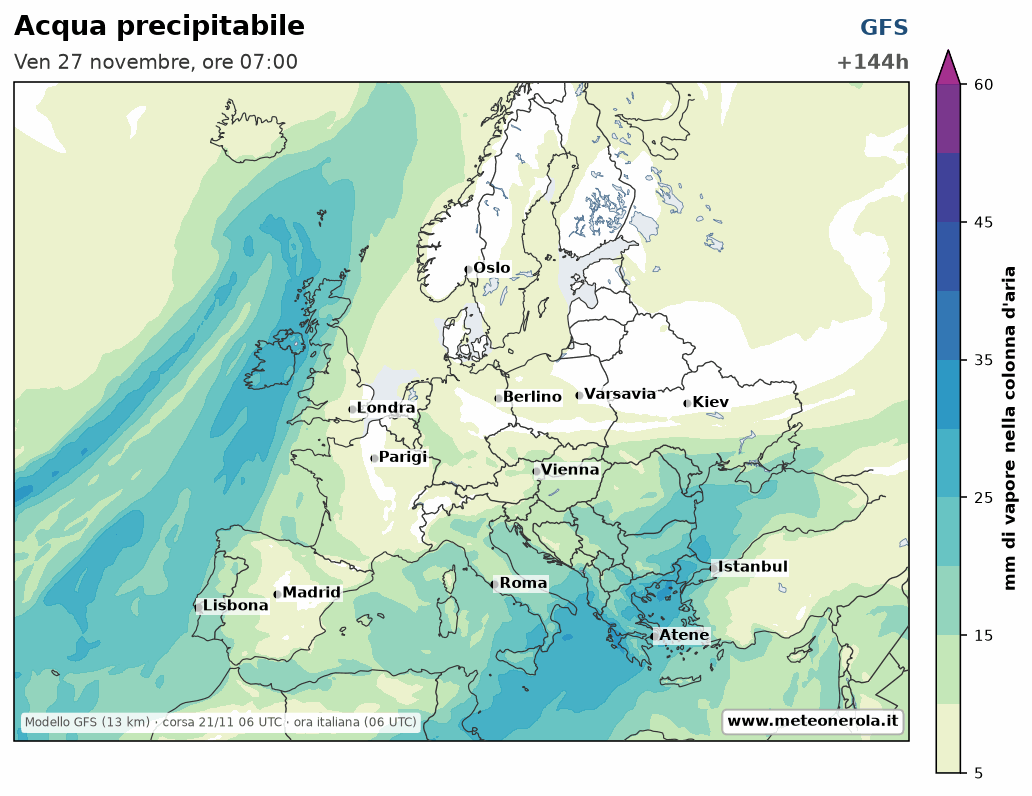 Acqua precipitabile
GFS
Ven 27 novembre, ore 07:00
+144h
60
45
35
25
15
5
mm di vapore nella colonna d'aria
Oslo
Berlino
Varsavia
Kiev
Londra
Parigi
Vienna
Istanbul
Roma
Madrid
Lisbona
Atene
Modello GFS (13 km) · corsa 21/11 06 UTC · ora italiana (06 UTC)
www.meteonerola.it